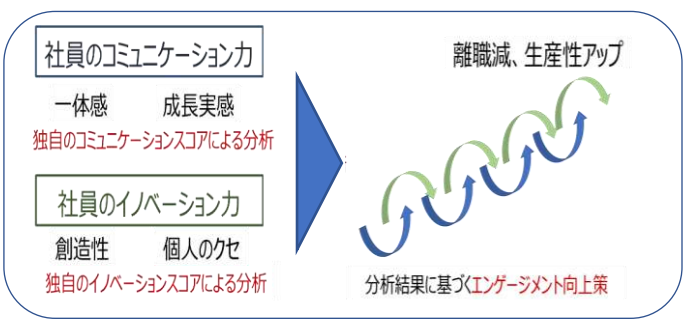 社員のコミュニケーション力
一体感 成長実感
独自のコミュニケーションスコアによる分析
社員のイノベーション力
創造性 個人のクセ
独自のイノベーションスコアによる分析
離職減、生産性アップ
分析結果に基づくエンゲージメント向上策